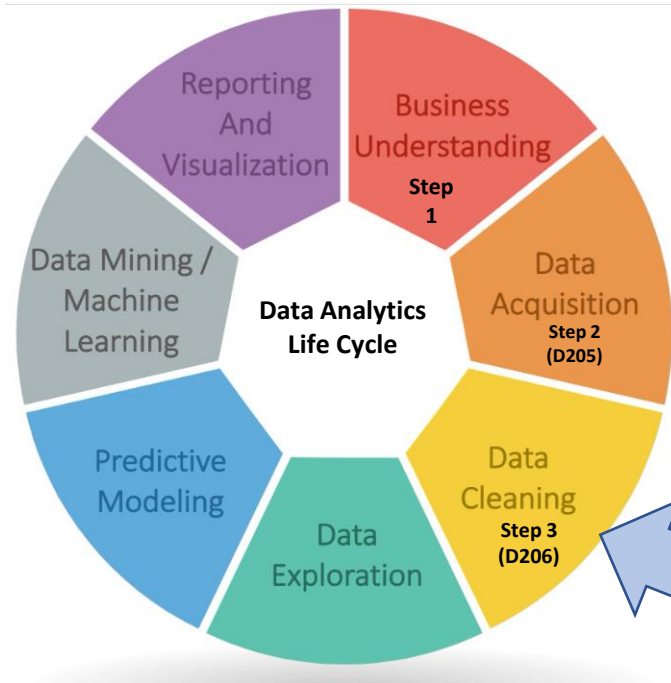 Data Analytics
Life Cycle
Business
Understanding
Step
1
Data
Acquisition
Step 2
(D205)
Data
Cleaning
Step 3
(D206)
Data
Exploration
Predictive
Modeling
Data Mining /
Machine
Learning
Reporting
And
Visualization